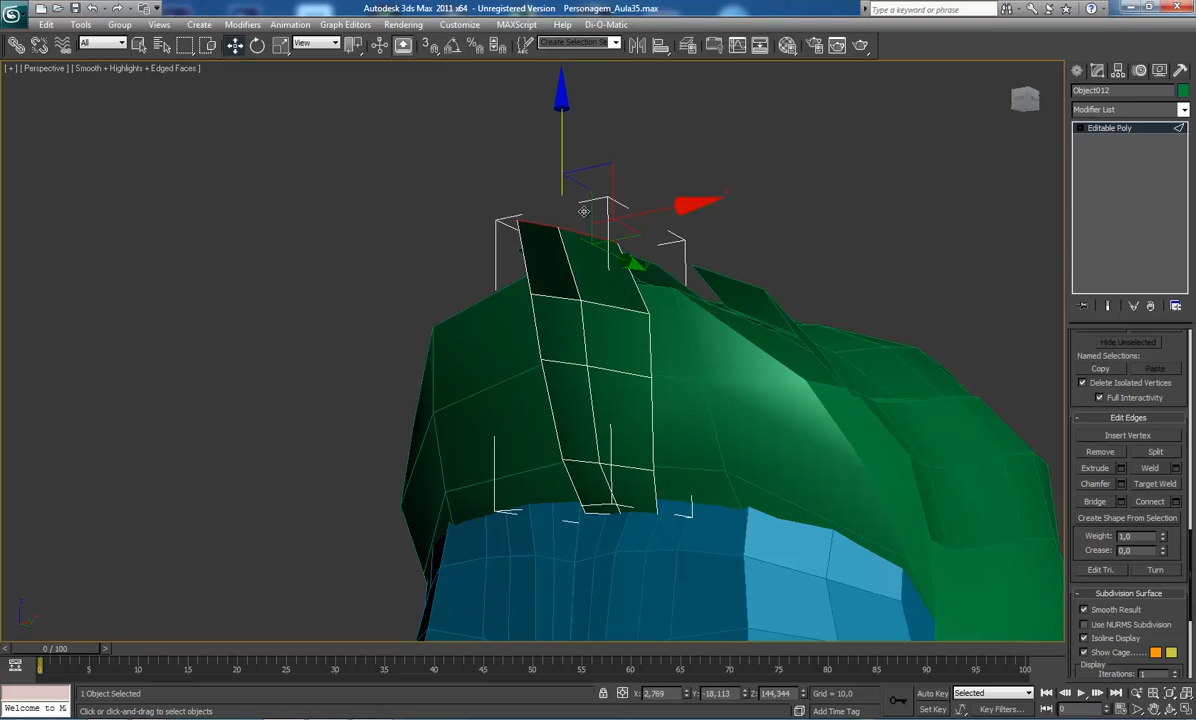 Autodesk 3ds Max 2011 x64 - Unregistered Version Personagem_Aula35.max
Type a keyword or phrase
Edit Tools Group Views Create Modifiers Animation Graph Editors Rendering Customize MAXScript Help Di-O-Matic
All
View
Create Selection Se
[ + ] [ Perspective ] [ Smooth + Highlights + Edged Faces ]
Object012
Modifier List
Editable Poly
Hide Unselected
Named Selections:
Copy Paste
Delete Isolated Vertices
Full Interactivity
Edit Edges
Insert Vertex
Remove Split
Extrude Weld
Chamfer Target Weld
Bridge Connect
Create Shape From Selection
Weight: 1,0
Crease: 0,0
Edit Tri. Turn
Subdivision Surface
Smooth Result
Use NURMS Subdivision
Isoline Display
Show Cage......
Display
Iterations: 1
0 / 100
0 5 10 15 20 25 30 35 40 45 50 55 60 65 70 75 80 85 90 95 100
1 Object Selected X: 2,769 Y: -18,113 Z: 144,344 Grid = 10,0 Auto Key Selected
Welcome to M Click or click-and-drag to select objects Add Time Tag Set Key Key Filters... 0